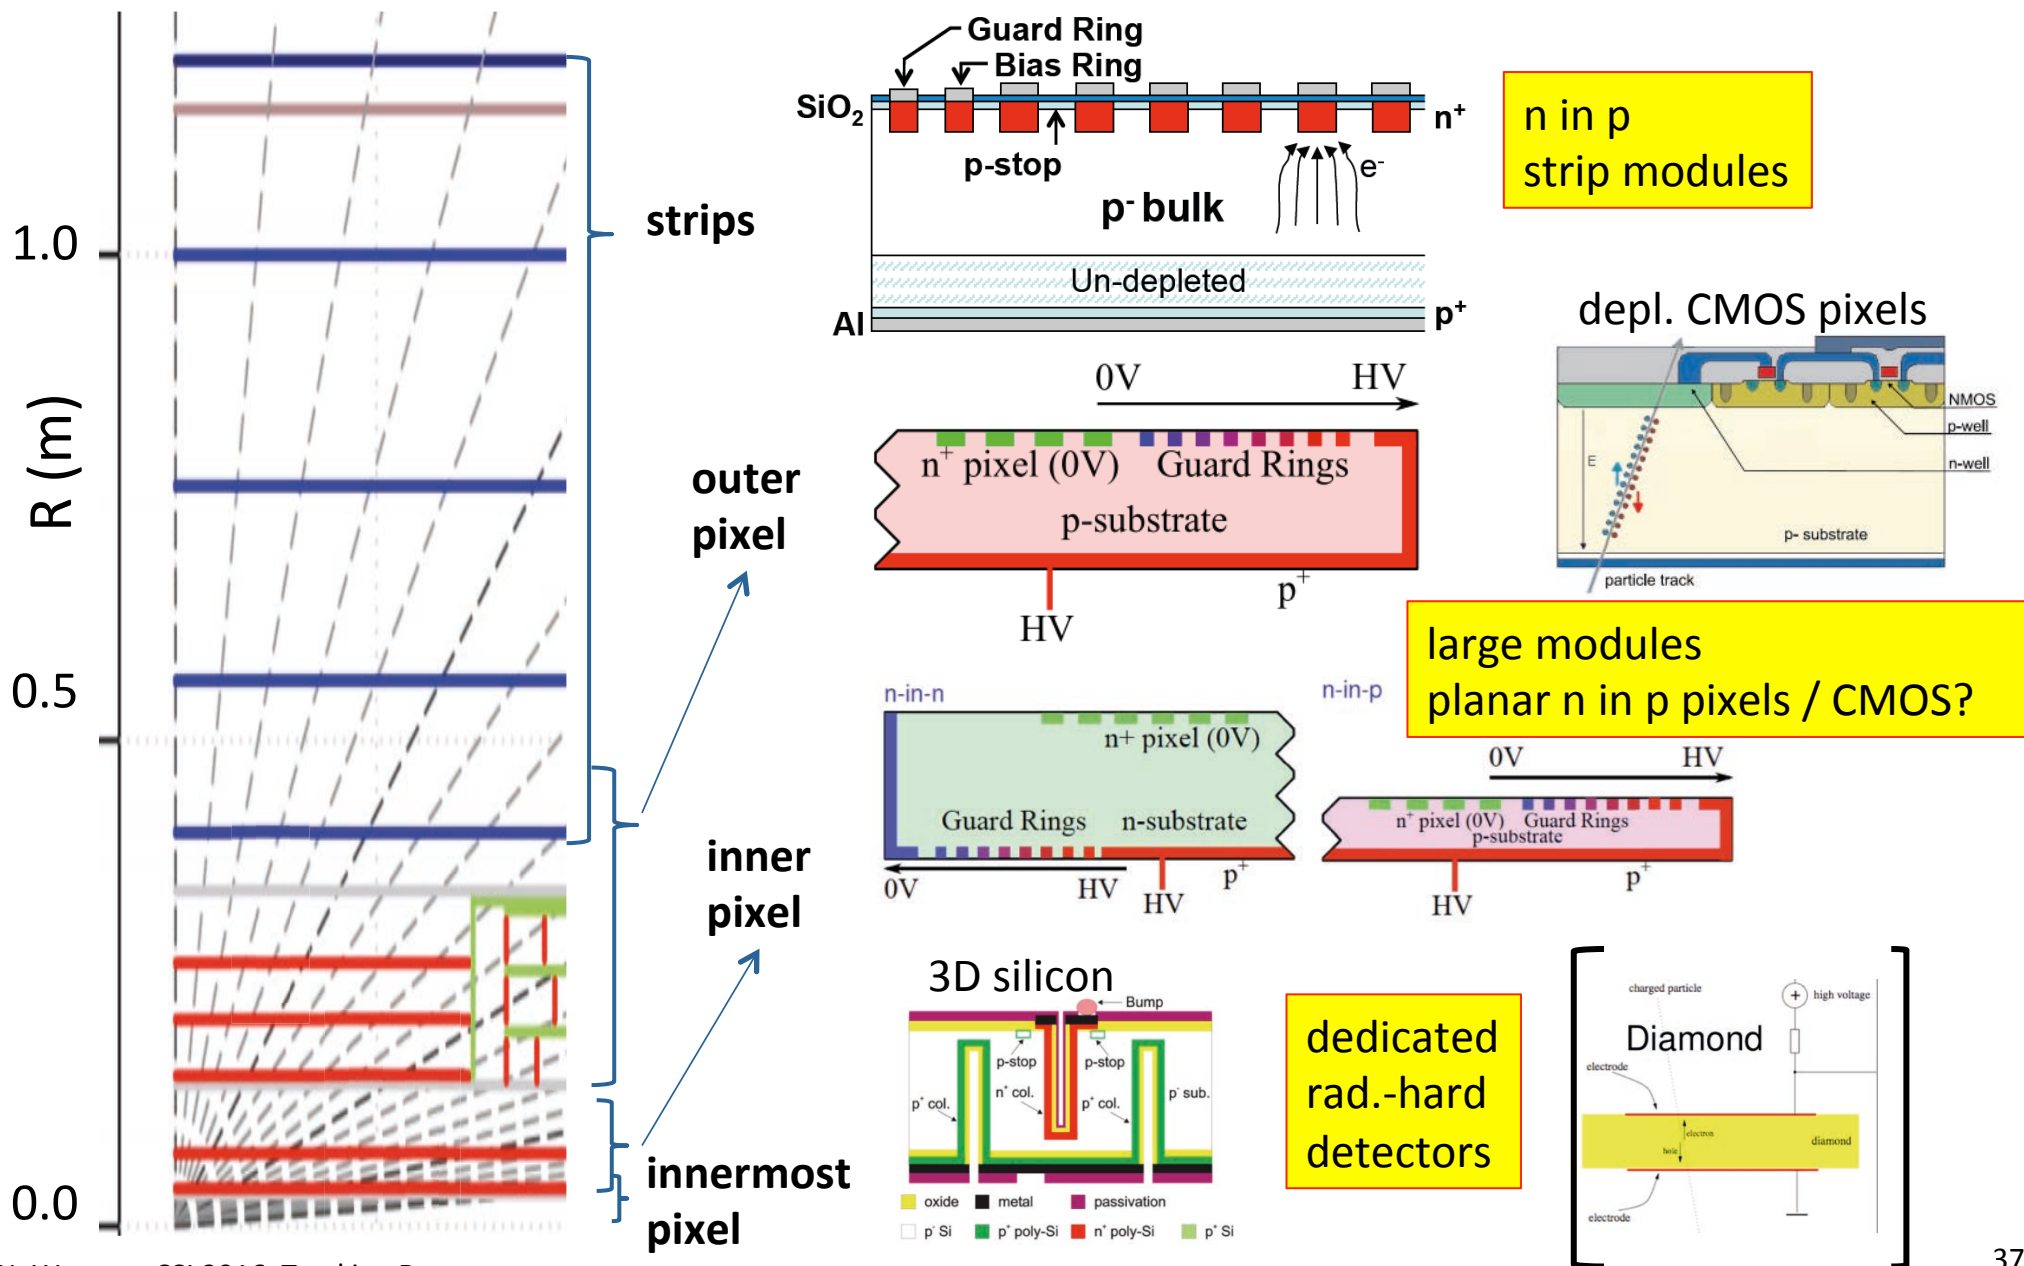 Guard Ring
Bias Ring
SiO2
n+
p-stop
e-
p- bulk
Un-depleted
Al
p+
n in p
strip modules
1.0
0.5
0.0
R (m)
strips
outer
pixel
inner
pixel
innermost
pixel
0V HV
n+ pixel (0V) Guard Rings
p-substrate
HV
p+
depl. CMOS pixels
NMOS
p-well
n-well
E
p- substrate
particle track
large modules
planar n in p pixels / CMOS?
n-in-n
n+ pixel (0V)
Guard Rings n-substrate
0V HV HV p+
n-in-p
0V HV
n+ pixel (0V) Guard Rings
p-substrate
HV
p+
3D silicon
Bump
p-stop p-stop
n+ col.
p+ col. p+ col.
p- sub.
oxide metal passivation
p- Si p+ poly-Si n+ poly-Si p+ Si
dedicated
rad.-hard
detectors
charged particle
high voltage
Diamond
electrode
electron
hole
diamond
electrode
37